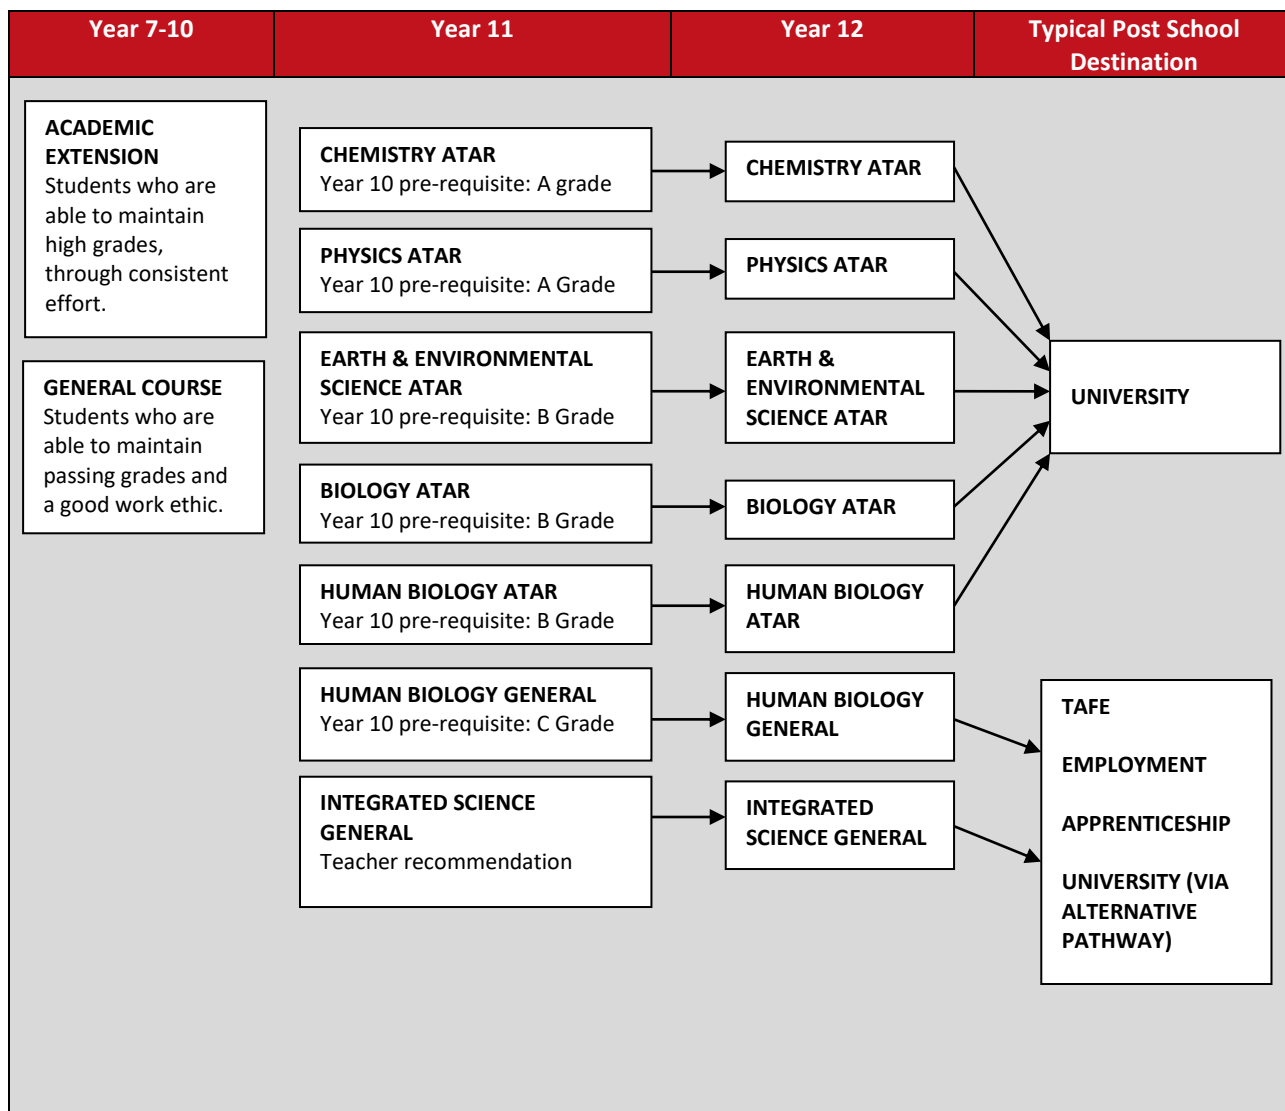 Year 7-10
Year 11
Year 12
Typical Post School
Destination
ACADEMIC
EXTENSION
Students who are
able to maintain
high grades,
through consistent
effort.
GENERAL COURSE
Students who are
able to maintain
passing grades and
a good work ethic.
CHEMISTRY ATAR
Year 10 pre-requisite: A grade
PHYSICS ATAR
Year 10 pre-requisite: A Grade
EARTH & ENVIRONMENTAL
SCIENCE ATAR
Year 10 pre-requisite: B Grade
BIOLOGY ATAR
Year 10 pre-requisite: B Grade
HUMAN BIOLOGY ATAR
Year 10 pre-requisite: B Grade
HUMAN BIOLOGY GENERAL
Year 10 pre-requisite: C Grade
INTEGRATED SCIENCE
GENERAL
Teacher recommendation
CHEMISTRY ATAR
PHYSICS ATAR
EARTH &
ENVIRONMENTAL
SCIENCE ATAR
BIOLOGY ATAR
HUMAN BIOLOGY
ATAR
HUMAN BIOLOGY
GENERAL
INTEGRATED
SCIENCE GENERAL
UNIVERSITY
TAFE
EMPLOYMENT
APPRENTICESHIP
UNIVERSITY (VIA
ALTERNATIVE
PATHWAY)